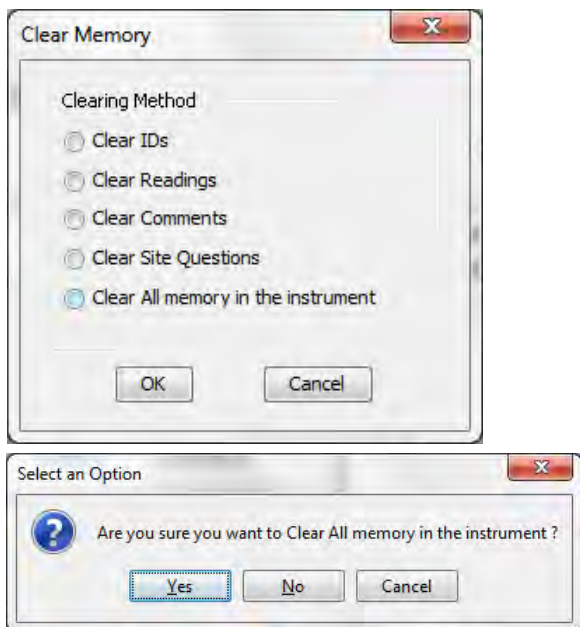 Clear Memory
Clearing Method
Clear IDs
Clear Readings
Clear Comments
Clear Site Questions
Clear All memory in the instrument
OK Cancel
Select an Option
Are you sure you want to Clear All memory in the instrument ?
Yes No Cancel